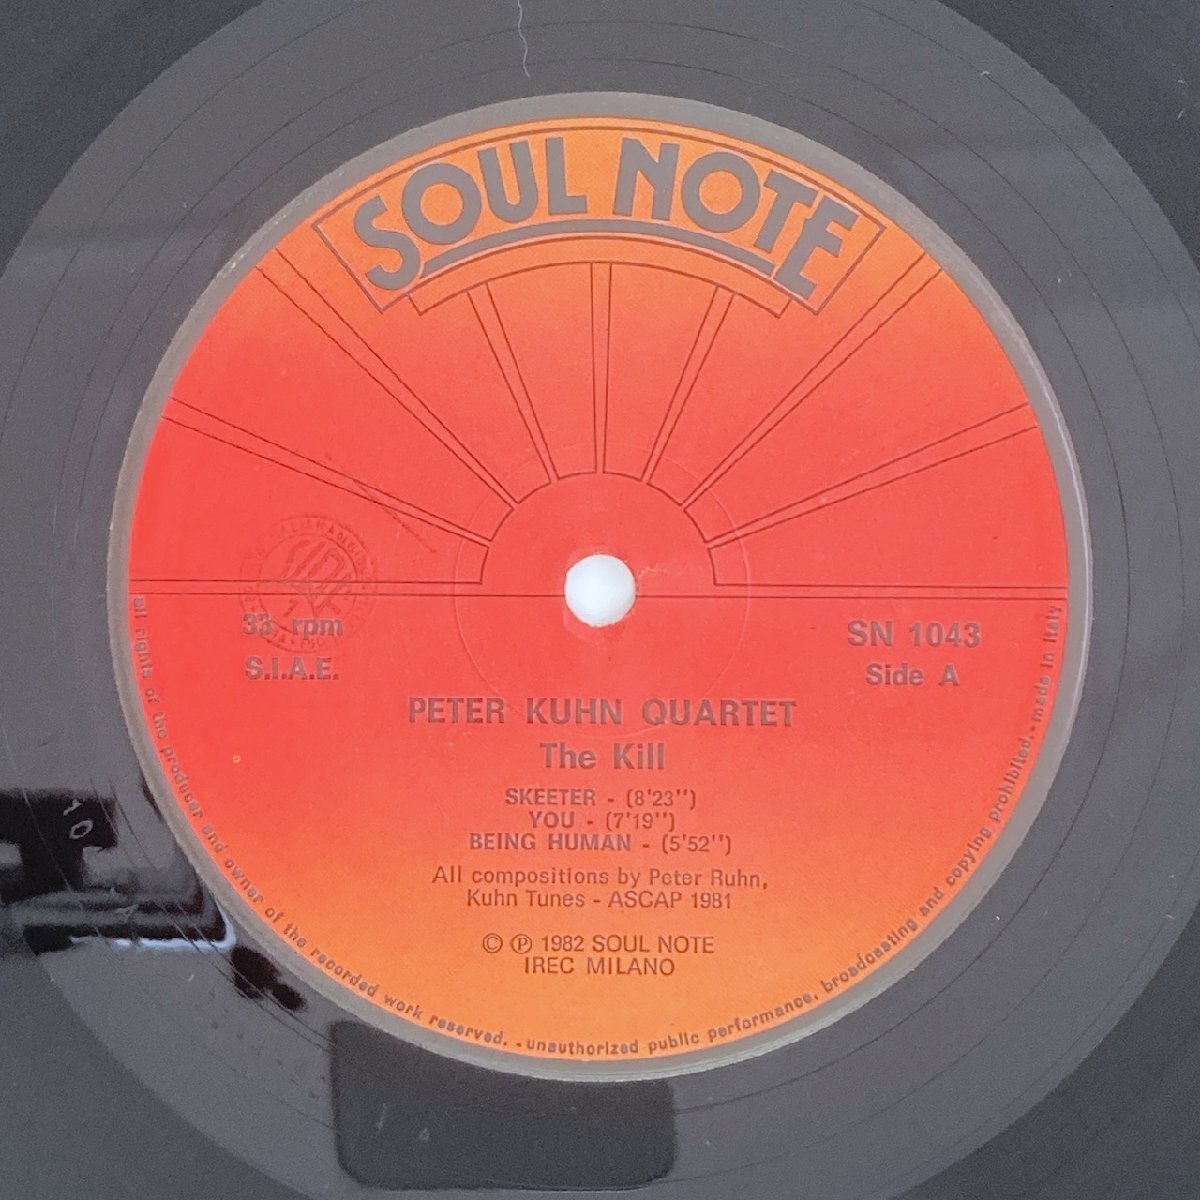 SOUL NOTE
33 rpm
S.I.A.E.
SN 1043
Side A
PETER KUHN QUARTET
The Kill
SKEETER - (8'23'')
YOU - (7'19'')
BEING HUMAN - (5'52'')
All compositions by Peter Ruhn,
Kuhn Tunes - ASCAP 1981
© ℗ 1982 SOUL NOTE
IREC MILANO
all rights of the producer and owner of the recorded work reserved. - unauthorized public performance, broadcasting and copying prohibited. - made in Italy
10